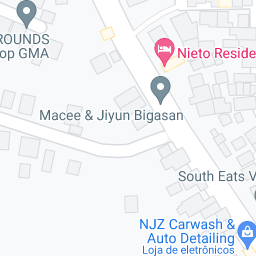 ROUNDS
op GMA
Nieto Reside
Macee & Jiyun Bigasan
South Eats V
NJZ Carwash &
Auto Detailing
Loja de eletrônicos